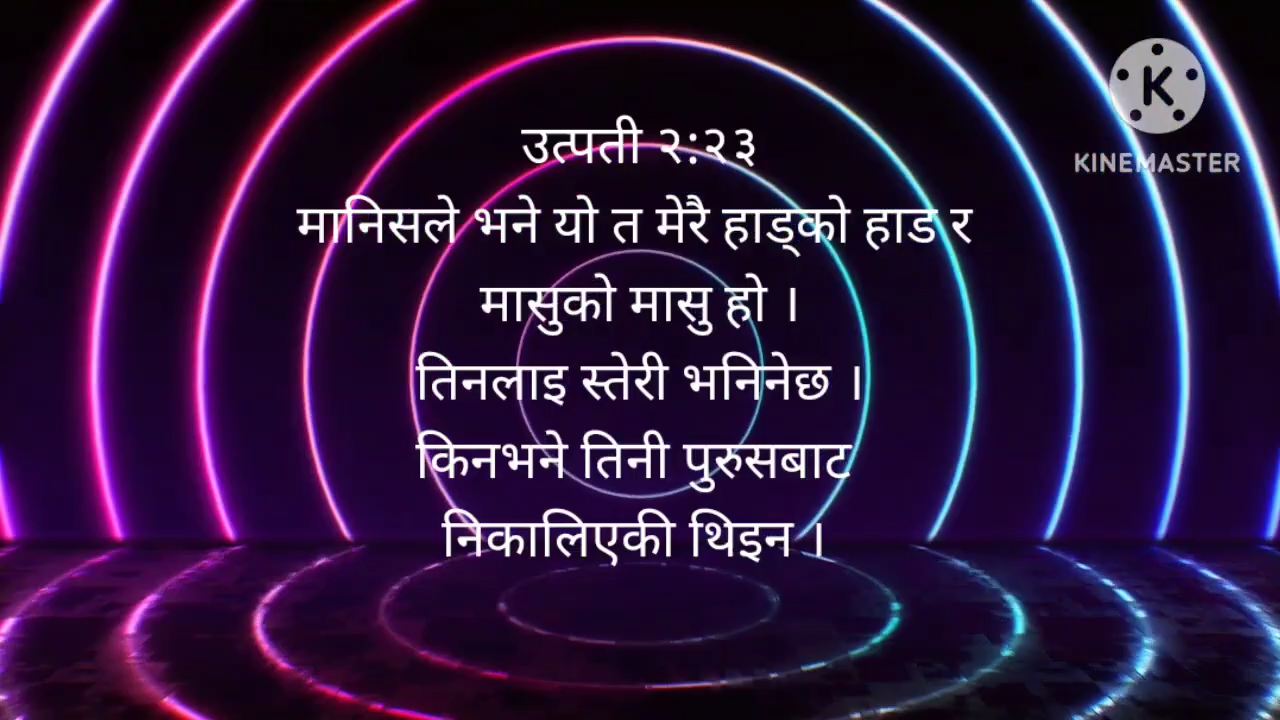 उत्पती २:२३
मानिसले भने यो त मेरै हाड्को हाड र
मासुको मासु हो ।
तिनलाइ स्तेरी भनिनेछ ।
किनभने तिनी पुरुसबाट
निकालिएकी थिइन ।
K
KINEMASTER